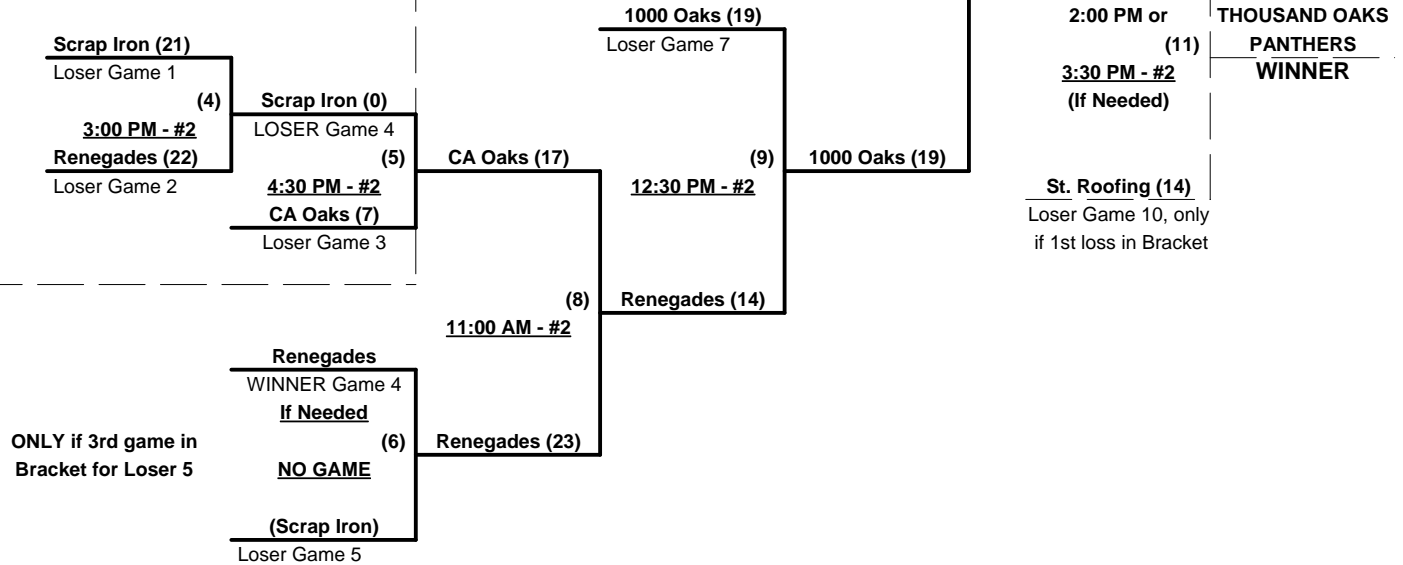 1000 Oaks (19)
Loser Game 7
2:00 PM or
(11)
3:30 PM - #2
(If Needed)
THOUSAND OAKS
PANTHERS
WINNER
Scrap Iron (21)
Loser Game 1
(4)
3:00 PM - #2
Renegades (22)
Loser Game 2
Scrap Iron (0)
LOSER Game 4
(5)
4:30 PM - #2
CA Oaks (7)
Loser Game 3
CA Oaks (17)
(9)
12:30 PM - #2
1000 Oaks (19)
St. Roofing (14)
Loser Game 10, only
if 1st loss in Bracket
(8)
11:00 AM - #2
Renegades (14)
Renegades
WINNER Game 4
If Needed
(6)
NO GAME
ONLY if 3rd game in
Bracket for Loser 5
Renegades (23)
(Scrap Iron)
Loser Game 5